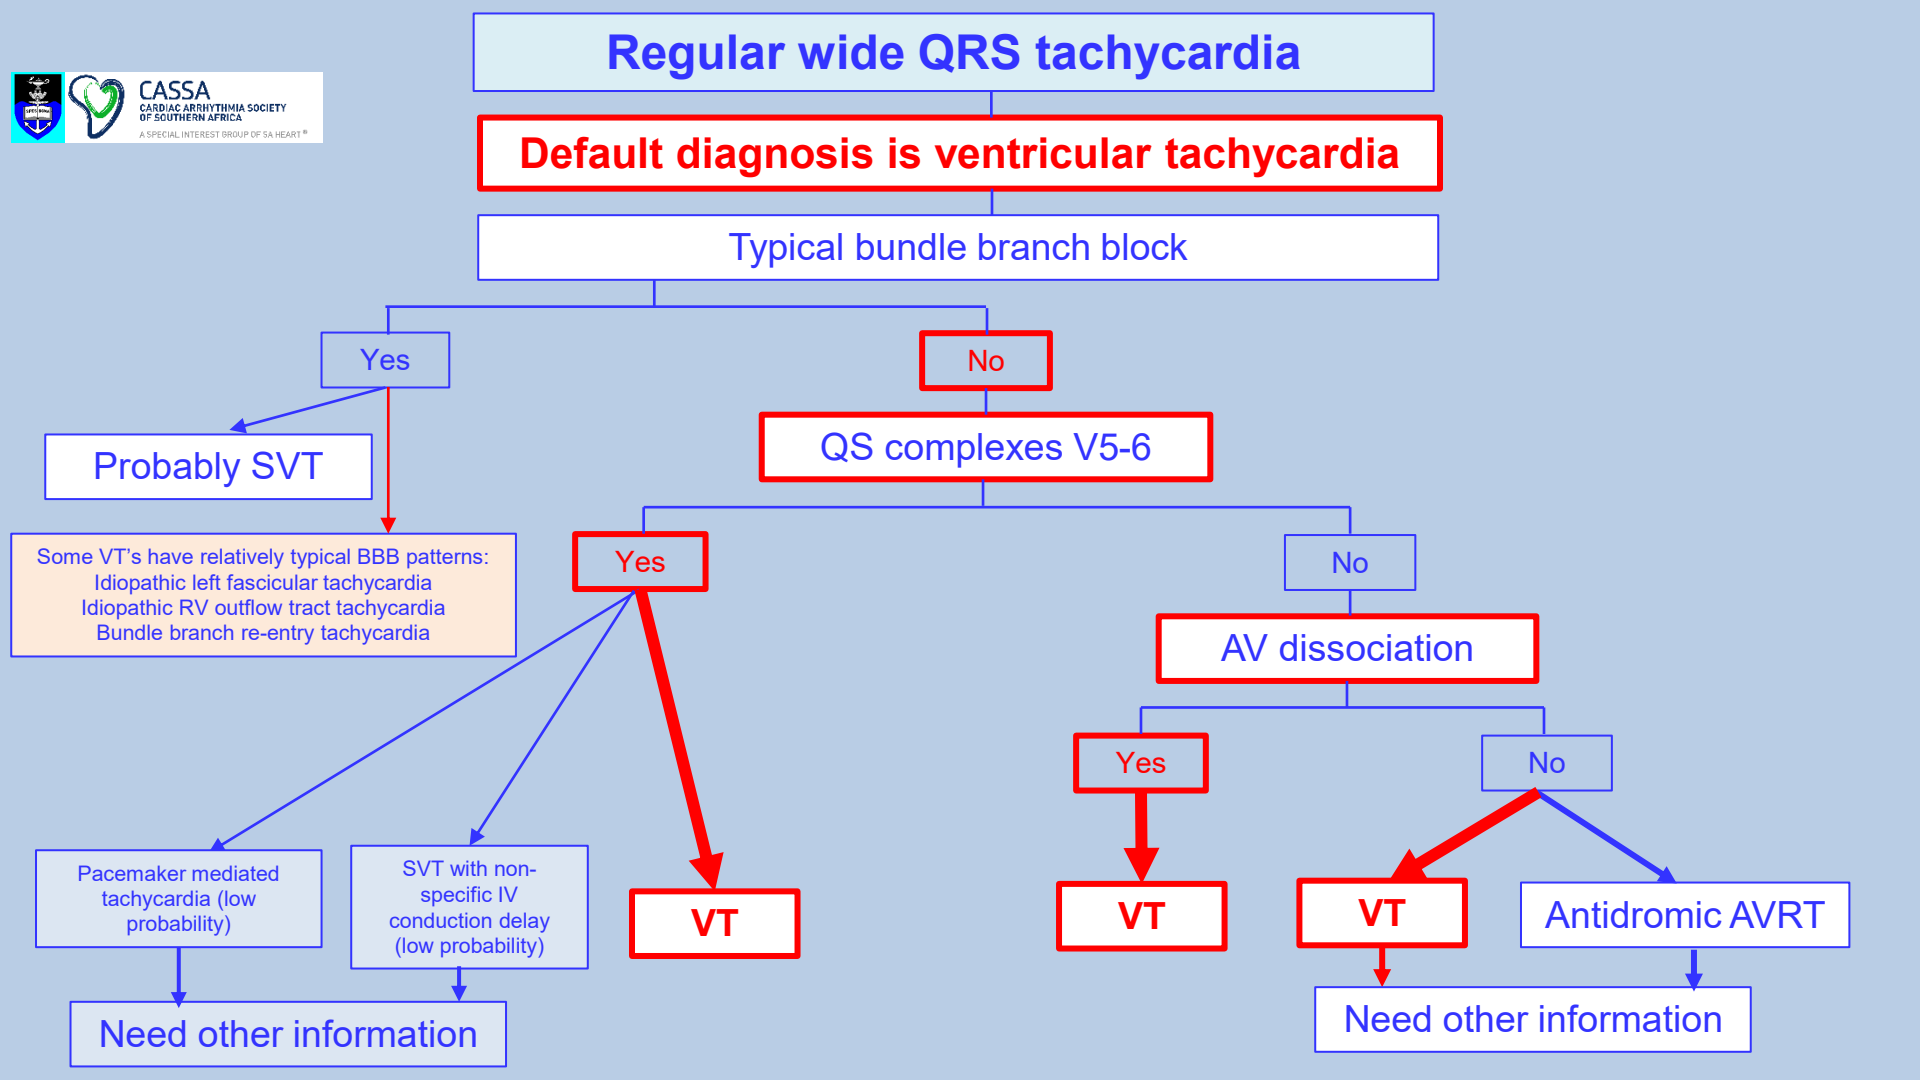 Regular wide QRS tachycardia
CASSA
CARDIAC ARRHYTHMIA SOCIETY
OF SOUTHERN AFRICA
A SPECIAL INTEREST GROUP OF SA HEART ®
Default diagnosis is ventricular tachycardia
Typical bundle branch block
Yes
No
Probably SVT
QS complexes V5-6
Some VT's have relatively typical BBB patterns:
Idiopathic left fascicular tachycardia
Idiopathic RV outflow tract tachycardia
Bundle branch re-entry tachycardia
Yes
No
AV dissociation
Yes
No
Pacemaker mediated
tachycardia (low
probability)
SVT with non-
specific IV
conduction delay
(low probability)
VT
VT
VT
Antidromic AVRT
Need other information
Need other information